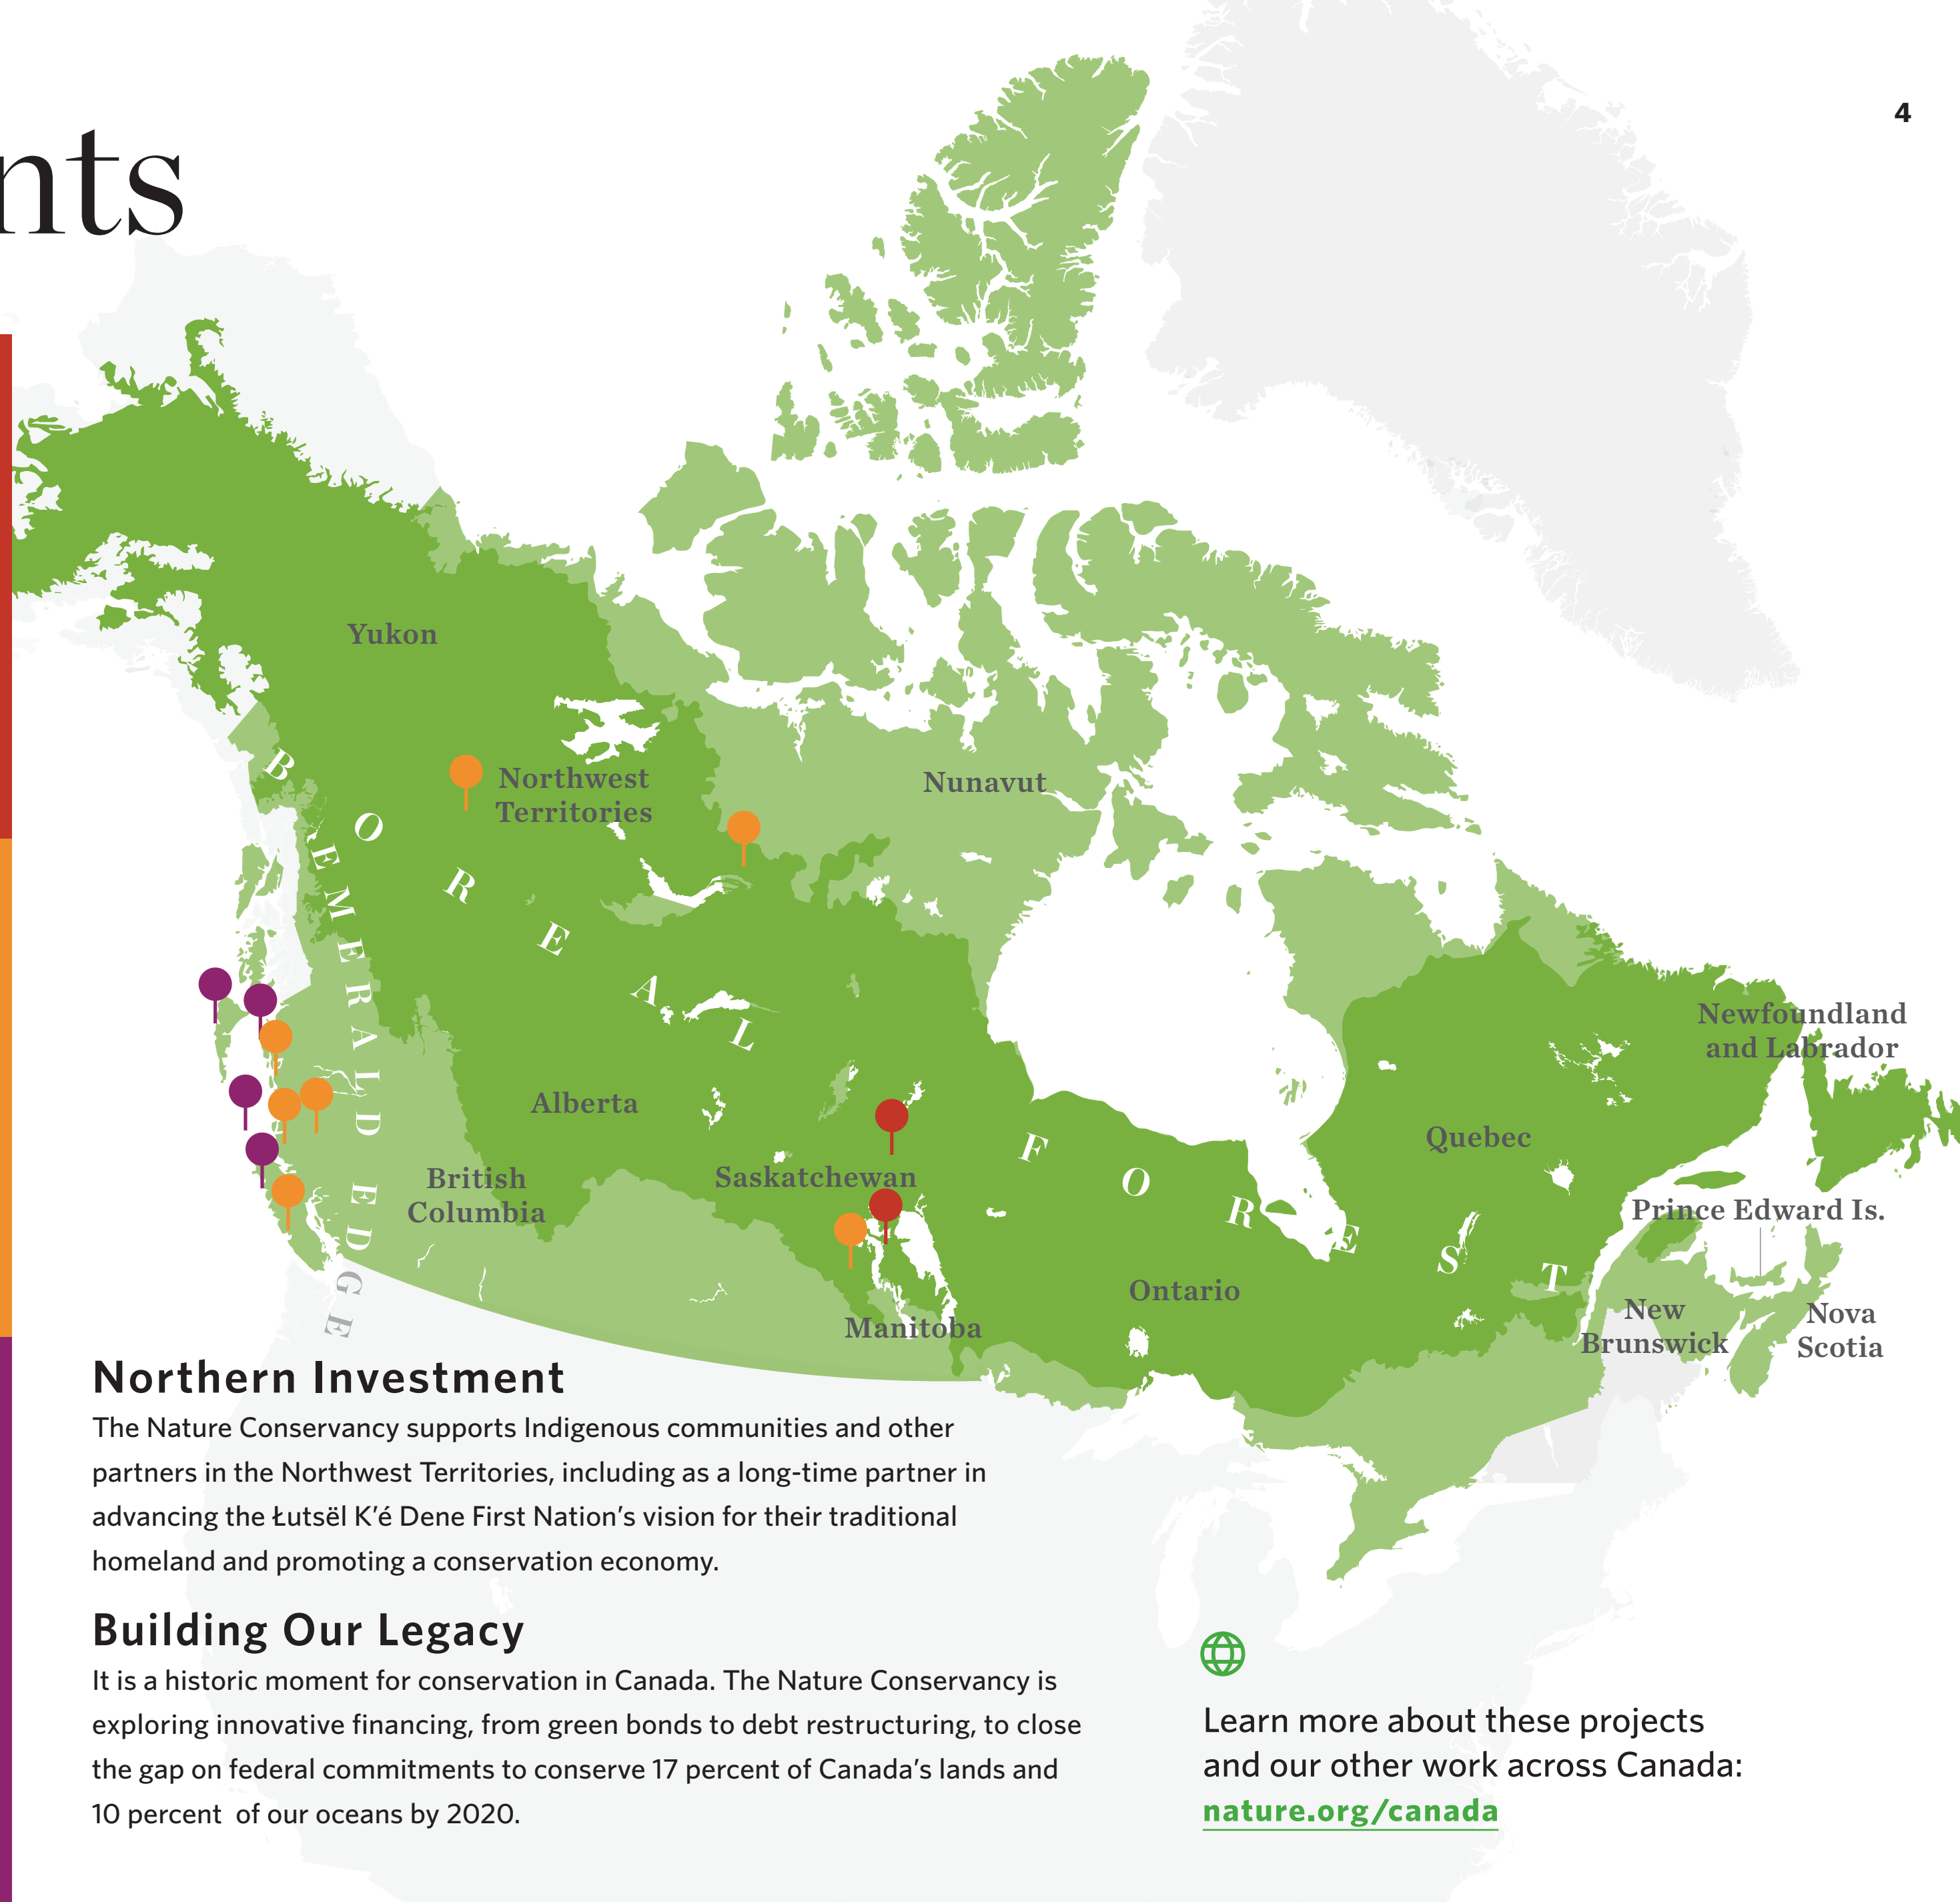 4
nts
Yukon
Northwest
Territories
Nunavut
BOREAL FOREST
EMERALD EDGE
Newfoundland
and Labrador
Alberta
Quebec
British
Columbia
Saskatchewan
Prince Edward Is.
Ontario
New
Brunswick
Nova
Scotia
Manitoba
Northern Investment
The Nature Conservancy supports Indigenous communities and other
partners in the Northwest Territories, including as a long-time partner in
advancing the Łutsël K’é Dene First Nation’s vision for their traditional
homeland and promoting a conservation economy.
Building Our Legacy
It is a historic moment for conservation in Canada. The Nature Conservancy is
exploring innovative financing, from green bonds to debt restructuring, to close
the gap on federal commitments to conserve 17 percent of Canada’s lands and
10 percent of our oceans by 2020.
Learn more about these projects
and our other work across Canada:
nature.org/canada